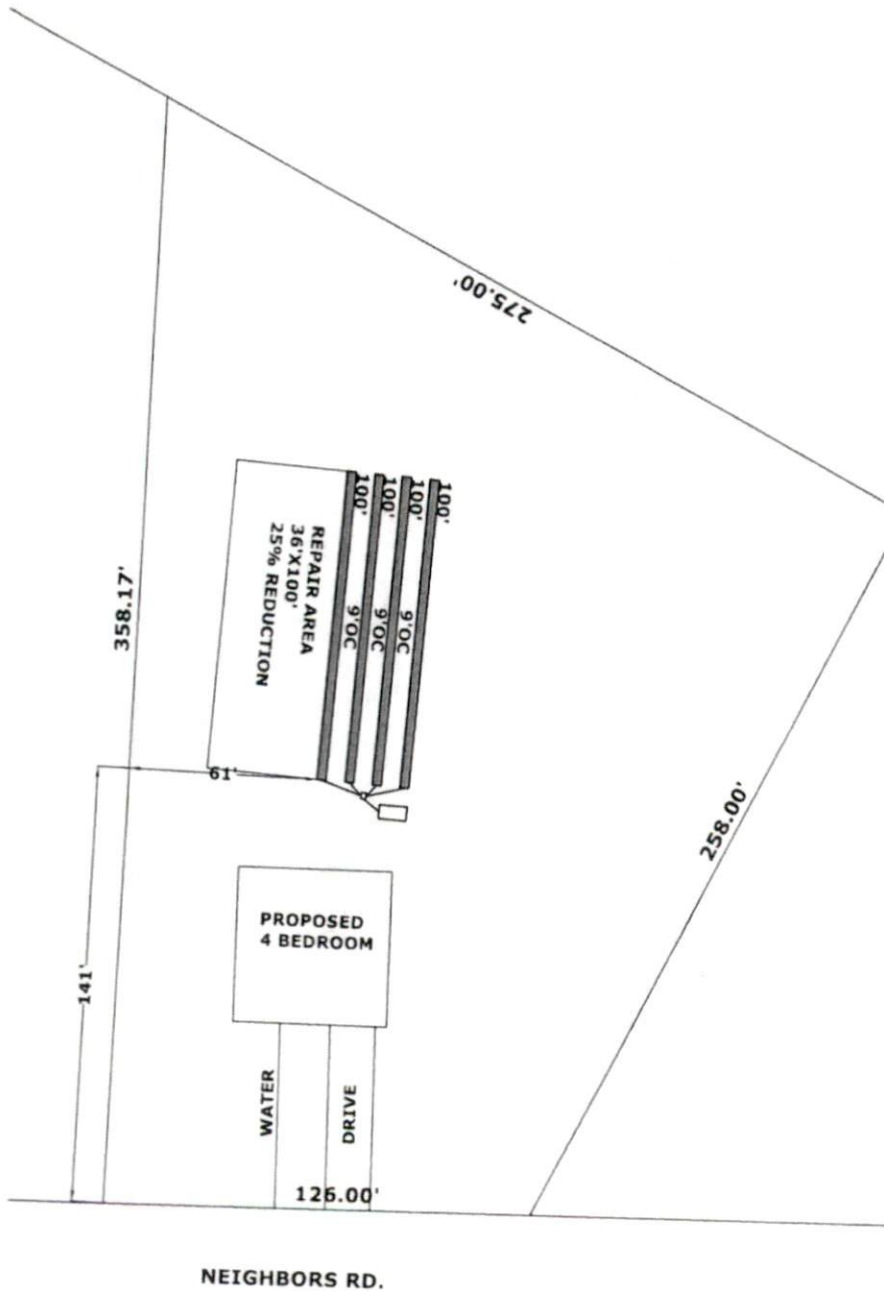 275.00'
358.17'
100'
100'
100'
100'
9'OC
9'OC
9'OC
REPAIR AREA
36'X100'
25% REDUCTION
61'
258.00'
141'
PROPOSED
4 BEDROOM
WATER
DRIVE
126.00'
NEIGHBORS RD.